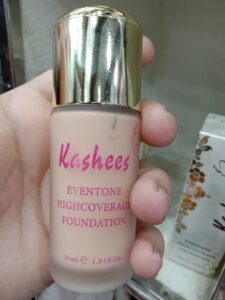 Kashees
EVENTONE
HIGHCOVERAGE
FOUNDATION
30ml e 1.01fl.Oz